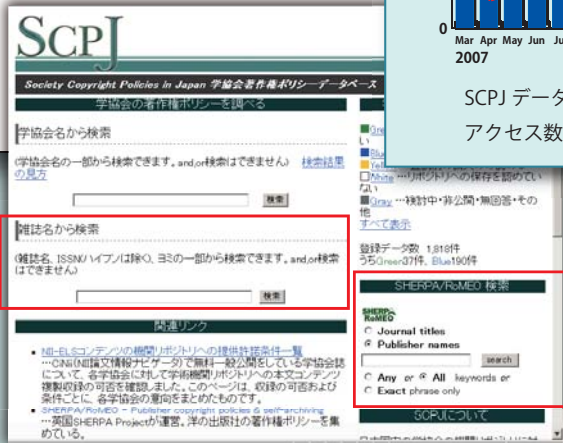 SCPJ
Society Copyright Policies in Japan 学協会著作権ポリシーデータベース
学協会の著作権ポリシーを調べる
学協会名から検索
(学協会名の一部から検索できます。and,or検索はできません) 検索結果
の見方
検索
雑誌名から検索
(雑誌名、ISSN(ハイフンは除く)、ヨミの一部から検索できます。and,or検索
はできません)
検索
関連リンク
NII-ELSコンテンツの機関リポジトリへの提供許諾条件一覧
…CiNii(NII論文情報ナビゲータ)で無料一般公開をしている学協会誌
について、各学協会に対して学術機関リポジトリへの本文コンテンツ
複製収録の可否を確認しました。このページは、収録の可否および
条件ごとに、各学協会の意向をまとめたものです。
SHERPA/RoMEO - Publisher copyright policies & self-archiving
…英国SHERPA Projectが運営。洋の出版社の著作権ポリシーを集
めている。
0
Mar Apr May Jun
2007
SCPJ データ
アクセス数
い
White …リポジトリへの保存を認めてい
ない
Gray …検討中・非公開・無回答・その
他
すべて表示
登録データ数 1,818件
うちGreen37件、Blue190件
SHERPA/RoMEO 検索
SHERPA
RoMEO
Journal titles
Publisher names
search
Any or All keywords or
Exact phrase only
SCPJについて